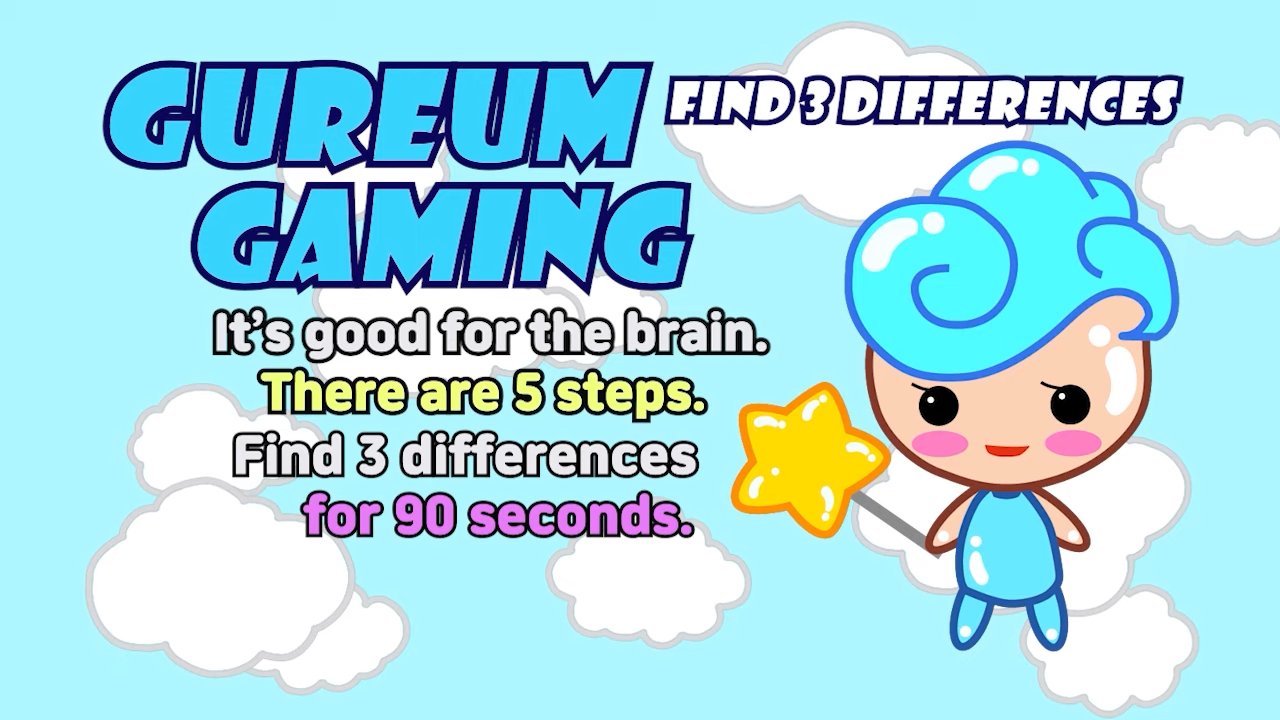 GUREUM
GAMING
FIND 3 DIFFERENCES
It's good for the brain.
There are 5 steps.
Find 3 differences
for 90 seconds.